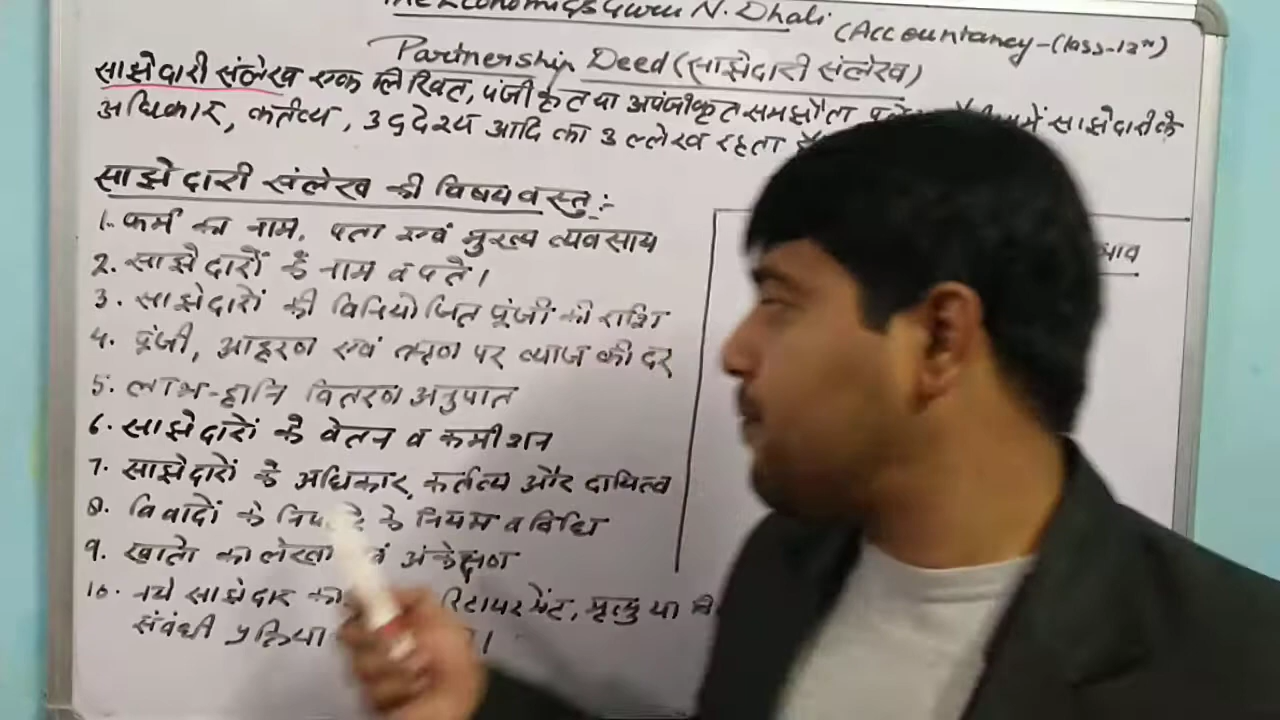 The Economics Guru N. Dhali (Accountancy-Class-12th)
Partnership Deed (साझेदारी संलेख)
साझेदारी संलेख एक लिखित, पंजीकृत या अपंजीकृत समझौता साझेदारी के
अधिकार, कर्तव्य, उद्देश्य आदि का उल्लेख रहता
साझेदारी संलेख की विषय वस्तु :-
1. फर्म का नाम, पता एवं मुख्य व्यवसाय
2. साझेदारों के नाम व पते।
3. साझेदारों की विनियोजित पूंजी की राशि
4. पूंजी, आहरण एवं ऋण पर ब्याज की दर
5. लाभ-हानि वितरण अनुपात
6. साझेदारों के वेतन व कमीशन
7. साझेदारों के अधिकार, कर्तव्य और दायित्व
8. विवादों के के नियम व विधि
9. खातो का अंकेक्षण
10. नये साझेदार का रिटायरमेंट, मृत्यु या
संबंधी प्रक्रिया